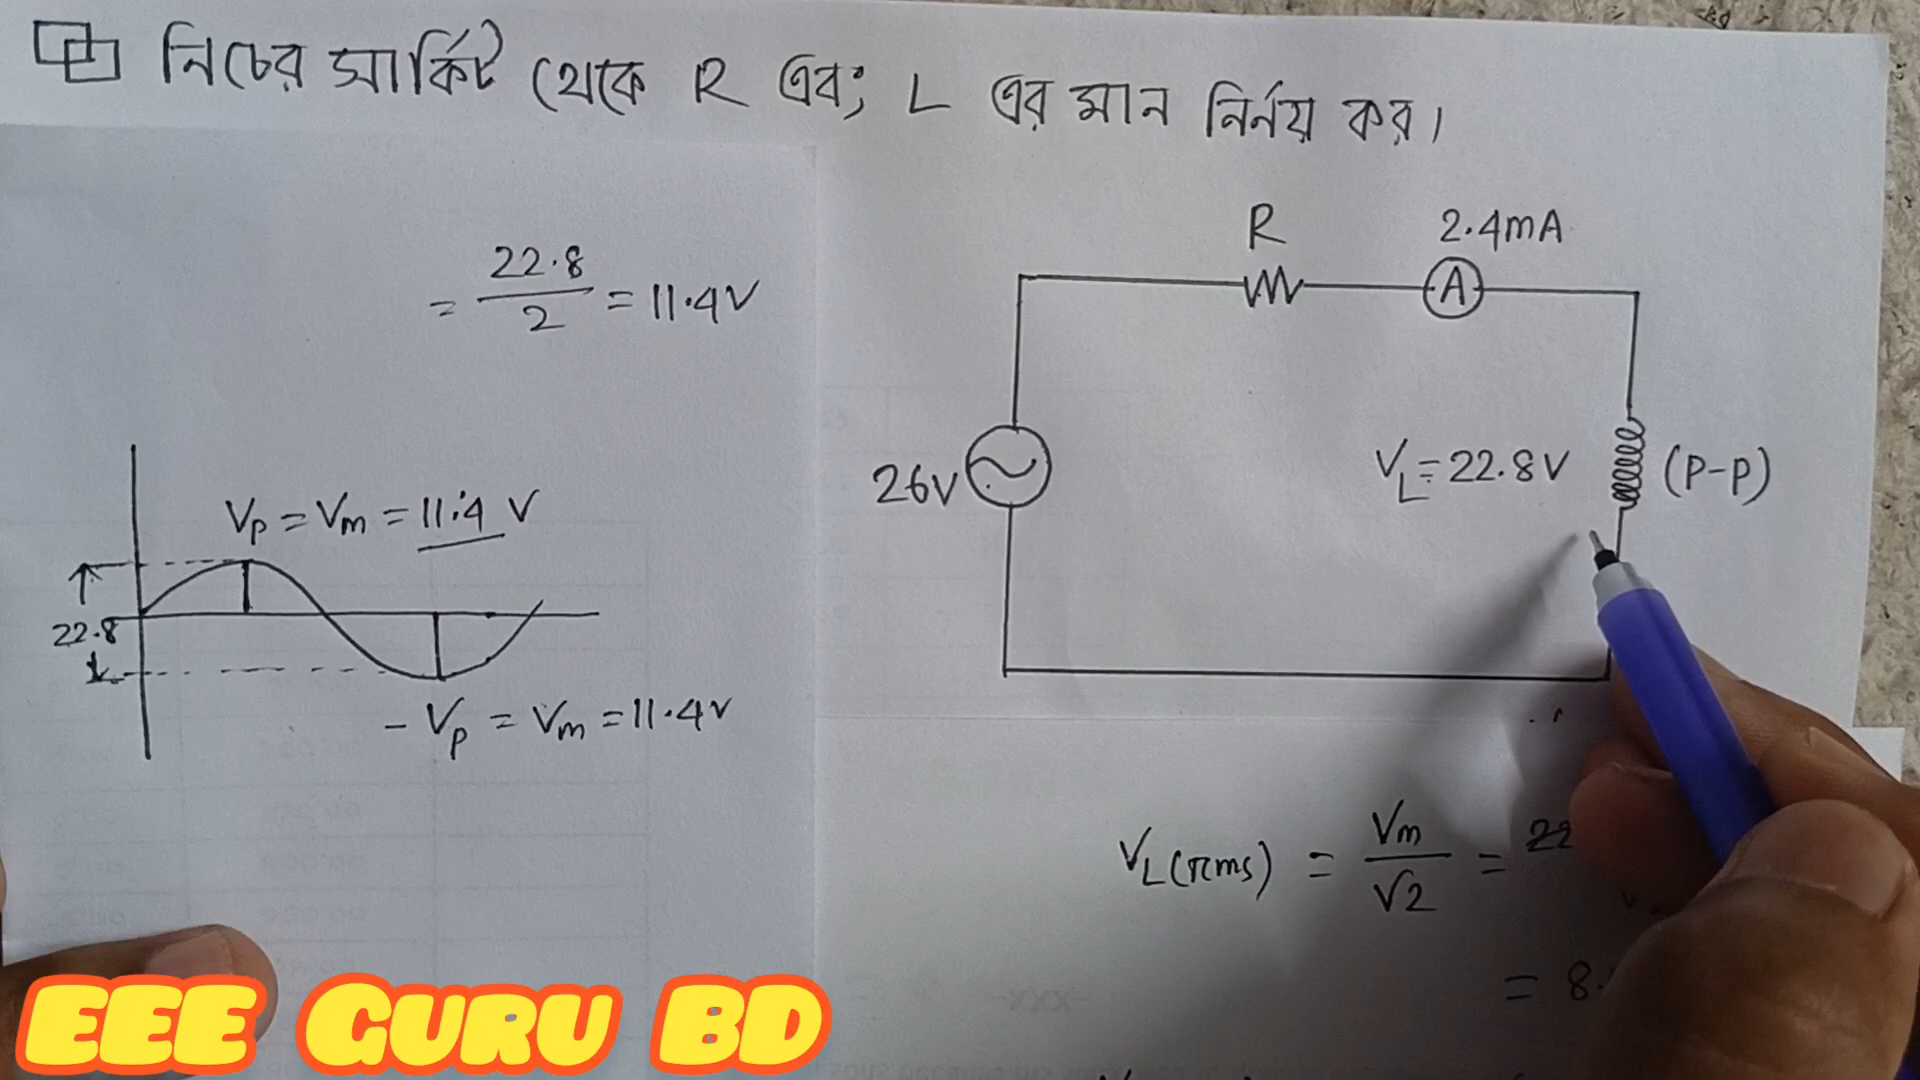 নিচের সার্কিট থেকে R এবং L এর মান নির্নয় কর।
= 22.8/2 = 11.4V
Vp = Vm = 11.4 V
22.8
- Vp = Vm = 11.4V
R
2.4mA
A
26V
VL = 22.8V
(P-P)
VL(rms) = Vm/√2 = 22
= 8.
EEE GURU BD